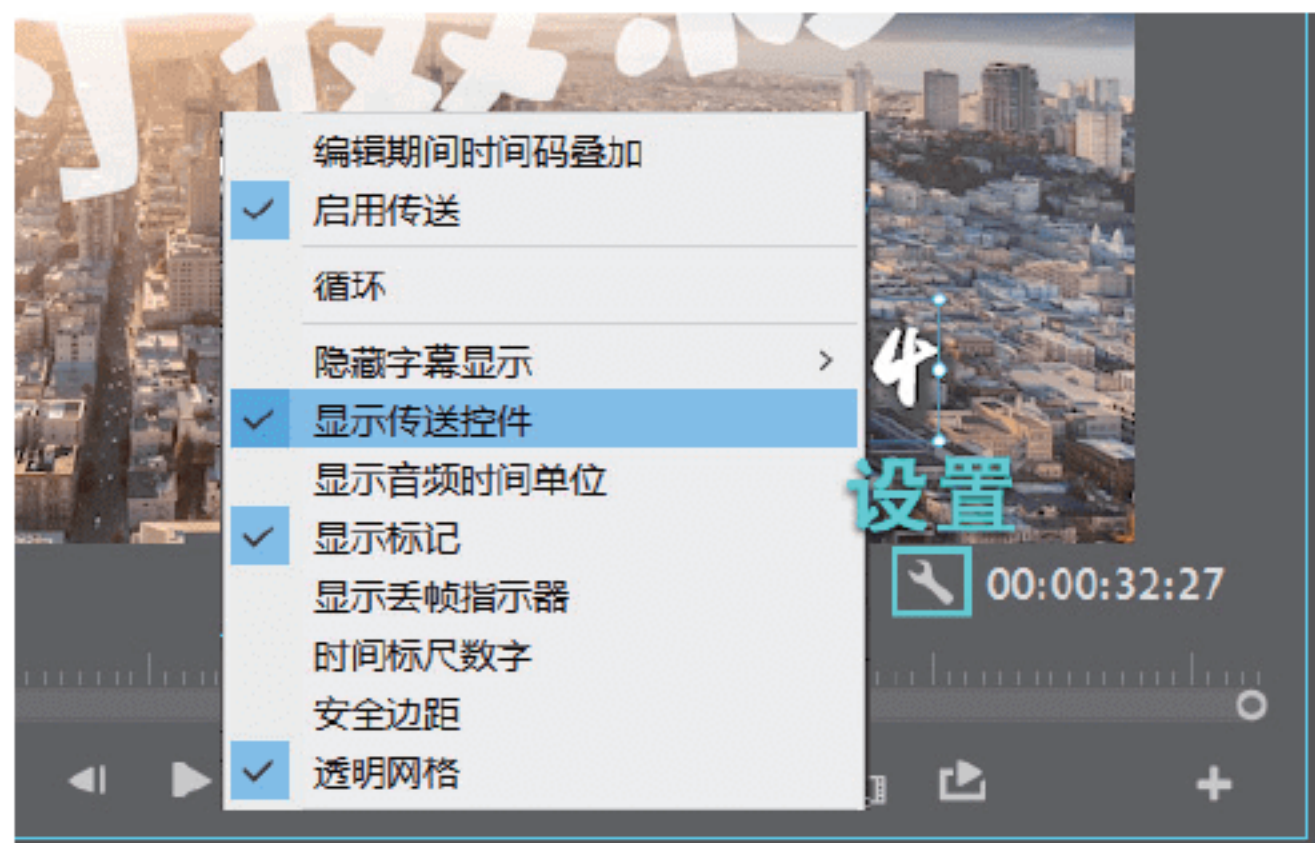 编辑期间时间码叠加
启用传送
循环
隐藏字幕显示
显示传送控件
显示音频时间单位
显示标记
显示丢帧指示器
时间标尺数字
安全边距
透明网格
4
设置
00:00:32:27